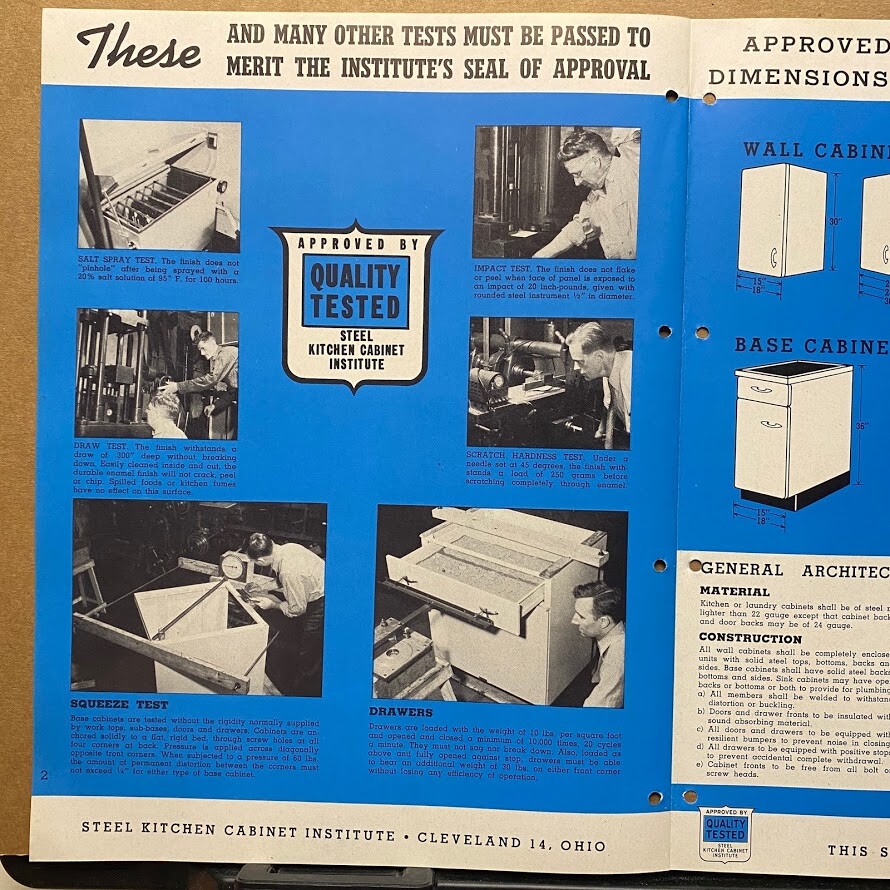 These
AND MANY OTHER TESTS MUST BE PASSED TO
MERIT THE INSTITUTE'S SEAL OF APPROVAL
SALT SPRAY TEST. The finish does not
"pinhole" after being sprayed with a
20% salt solution of 95° F. for 100 hours.
APPROVED BY
QUALITY
TESTED
STEEL
KITCHEN CABINET
INSTITUTE
IMPACT TEST. The finish does not flake
or peel when face of panel is exposed to
an impact of 20 inch-pounds, given with
rounded steel instrument ½" in diameter.
DRAW TEST. The finish withstands a
draw of .300" deep without breaking
down. Easily cleaned inside and out, the
durable enamel finish will not crack, peel
or chip. Spilled foods or kitchen fumes
have no effect on this surface.
SCRATCH HARDNESS TEST. Under a
needle set at 45 degrees, the finish with-
stands a load of 250 grams before
scratching completely through enamel.
SQUEEZE TEST
Base cabinets are tested without the rigidity normally supplied
by work tops, sub-bases, doors and drawers. Cabinets are an-
chored solidly to a flat, rigid bed, through screw holes at all
four corners at back. Pressure is applied across diagonally
opposite front corners. When subjected to a pressure of 60 lbs.
the amount of permanent distortion between the corners must
not exceed ¼" for either type of base cabinet.
DRAWERS
Drawers are loaded with the weight of 10 lbs. per square foot
and opened and closed a minimum of 10,000 times, 20 cycles
a minute. They must not sag nor break down. Also, loaded as
above and fully opened against stop, drawers must be able
to bear an additional weight of 30 lbs. on either front corner
without losing any efficiency of operation.
2
STEEL KITCHEN CABINET INSTITUTE • CLEVELAND 14, OHIO
APPROVED
DIMENSIONS
WALL CABIN
30"
15"
18"
BASE CABINE
36"
15"
18"
GENERAL ARCHITEC
MATERIAL
Kitchen or laundry cabinets shall be of steel
lighter than 22 gauge except that cabinet back
and door backs may be of 24 gauge.
CONSTRUCTION
All wall cabinets shall be completely enclose
units with solid steel tops, bottoms, backs an
sides. Base cabinets shall have solid steel backs
bottoms and sides. Sink cabinets may have ope
backs or bottoms or both to provide for plumbing
a) All members shall be welded to withstan
distortion or buckling.
b) Doors and drawer fronts to be insulated wit
sound absorbing material.
c) All doors and drawers to be equipped with
resilient bumpers to prevent noise in closing
d) All drawers to be equipped with positive stop
to prevent accidental complete withdrawal.
e) Cabinet fronts to be free from all bolt o
screw heads.
APPROVED BY
QUALITY
TESTED
STEEL
KITCHEN CABINET
INSTITUTE
THIS S